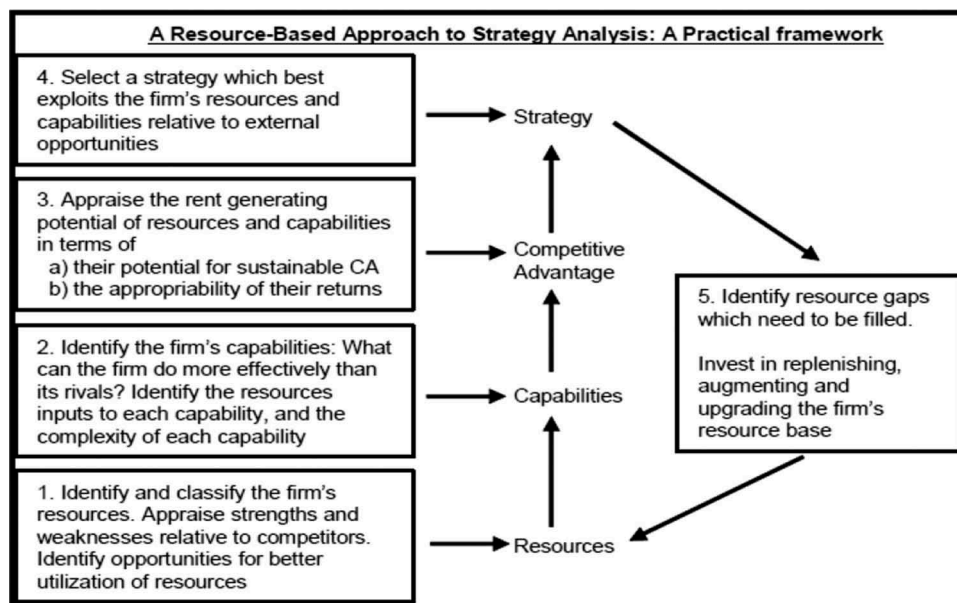 A Resource-Based Approach to Strategy Analysis: A Practical framework
4. Select a strategy which best
exploits the firm's resources and
capabilities relative to external
opportunities
Strategy
3. Appraise the rent generating
potential of resources and capabilities
in terms of
a) their potential for sustainable CA
b) the appropriability of their returns
Competitive
Advantage
5. Identify resource gaps
which need to be filled.
Invest in replenishing,
augmenting and
upgrading the firm's
resource base
2. Identify the firm's capabilities: What
can the firm do more effectively than
its rivals? Identify the resources
inputs to each capability, and the
complexity of each capability
Capabilities
1. Identify and classify the firm's
resources. Appraise strengths and
weaknesses relative to competitors.
Identify opportunities for better
utilization of resources
Resources